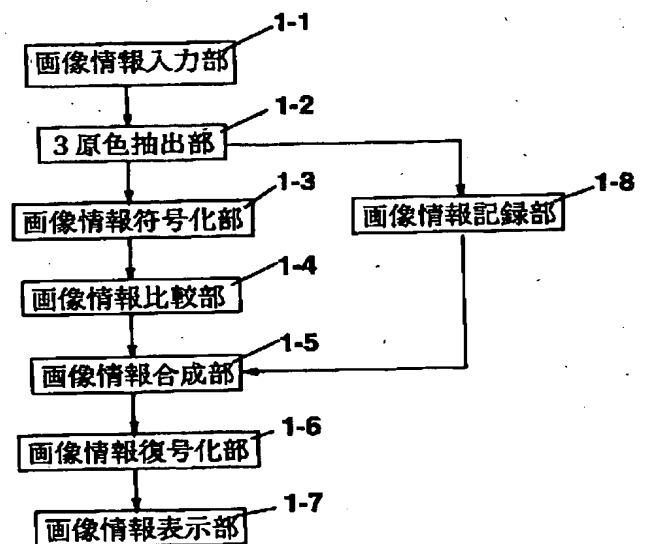 1-1
画像情報入力部
1-2
3原色抽出部
1-3
画像情報符号化部
1-8
画像情報記録部
1-4
画像情報比較部
1-5
画像情報合成部
1-6
画像情報復号化部
1-7
画像情報表示部